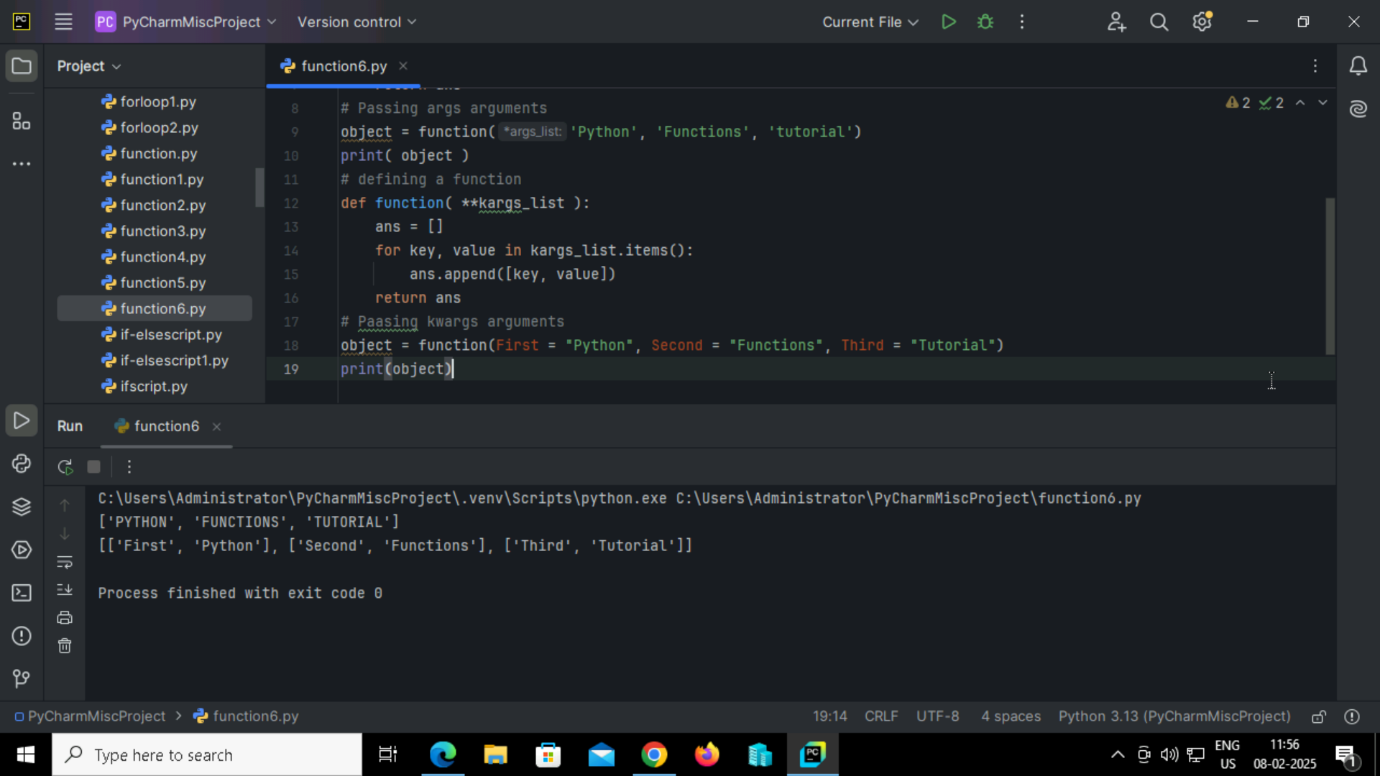 PC PyCharmMiscProject Version control Current File
Project
function6.py
forloop1.py
forloop2.py
function.py
function1.py
function2.py
function3.py
function4.py
function5.py
function6.py
if-elsescript.py
if-elsescript1.py
ifscript.py
2 2
8 # Passing args arguments
9 object = function( *args_list: 'Python', 'Functions', 'tutorial')
10 print( object )
11 # defining a function
12 def function( **kargs_list ):
13 ans = []
14 for key, value in kargs_list.items():
15 ans.append([key, value])
16 return ans
17 # Paasing kwargs arguments
18 object = function(First = "Python", Second = "Functions", Third = "Tutorial")
19 print(object)
Run function6
C:\Users\Administrator\PyCharmMiscProject\.venv\Scripts\python.exe C:\Users\Administrator\PyCharmMiscProject\function6.py
['PYTHON', 'FUNCTIONS', 'TUTORIAL']
[['First', 'Python'], ['Second', 'Functions'], ['Third', 'Tutorial']]
Process finished with exit code 0
PyCharmMiscProject > function6.py 19:14 CRLF UTF-8 4 spaces Python 3.13 (PyCharmMiscProject)
Type here to search
PC
ENG
US
11:56
08-02-2025
1